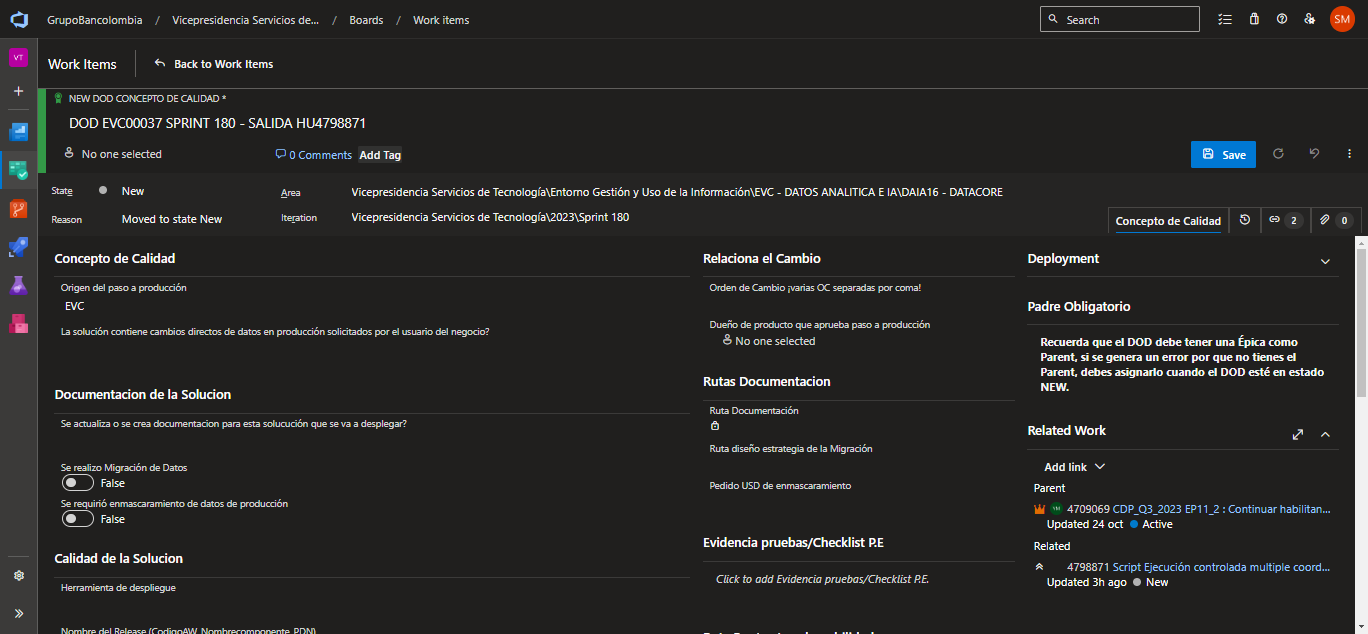 GrupoBancolombia / Vicepresidencia Servicios de... / Boards / Work items
Search
SM
VT
Work Items
Back to Work Items
NEW DOD CONCEPTO DE CALIDAD *
DOD EVC00037 SPRINT 180 - SALIDA HU4798871
No one selected
0 Comments
Add Tag
Save
State
New
Area
Vicepresidencia Servicios de Tecnología\Entorno Gestión y Uso de la Información\EVC - DATOS ANALITICA E IA\DAIA16 - DATACORE
Reason
Moved to state New
Iteration
Vicepresidencia Servicios de Tecnología\2023\Sprint 180
Concepto de Calidad
2
0
Concepto de Calidad
Origen del paso a producción
EVC
La solución contiene cambios directos de datos en producción solicitados por el usuario del negocio?
Documentacion de la Solucion
Se actualiza o se crea documentacion para esta solucución que se va a desplegar?
Se realizo Migración de Datos
False
Se requirió enmascaramiento de datos de producción
False
Calidad de la Solucion
Herramienta de despliegue
Nombre del Release (CodigoAW_Nombrecomponente_PDN)
Relaciona el Cambio
Orden de Cambio ¡varias OC separadas por coma!
Dueño de producto que aprueba paso a producción
No one selected
Rutas Documentacion
Ruta Documentación
Ruta diseño estrategia de la Migración
Pedido USD de enmascaramiento
Evidencia pruebas/Checklist P.E
Click to add Evidencia pruebas/Checklist P.E.
Deployment
Padre Obligatorio
Recuerda que el DOD debe tener una Épica como
Parent, si se genera un error por que no tienes el
Parent, debes asignarlo cuando el DOD esté en estado
NEW.
Related Work
Add link
Parent
YM
4709069 CDP_Q3_2023 EP11_2 : Continuar habilitan...
Updated 24 oct
Active
Related
4798871 Script Ejecución controlada multiple coord...
Updated 3h ago
New